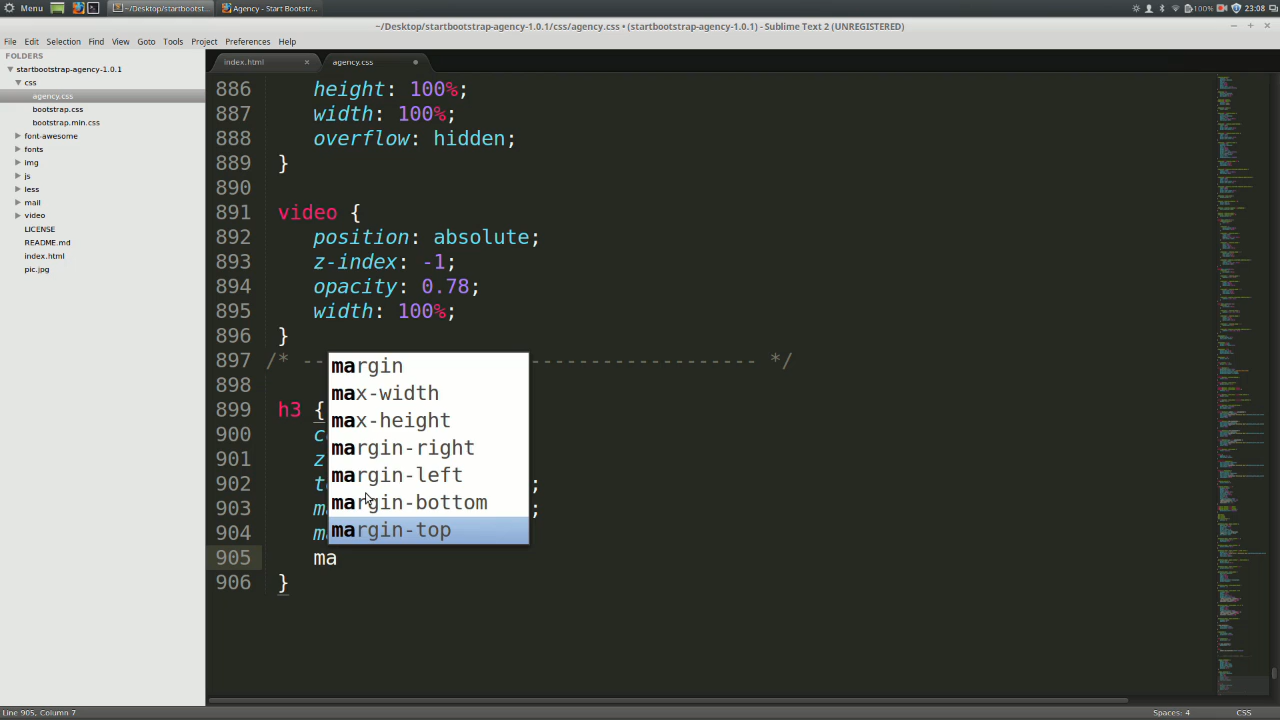 Menu ~/Desktop/startbootst... Agency - Start Bootstr... 100% 23:08
~/Desktop/startbootstrap-agency-1.0.1/css/agency.css • (startbootstrap-agency-1.0.1) - Sublime Text 2 (UNREGISTERED)
File Edit Selection Find View Goto Tools Project Preferences Help
FOLDERS
startbootstrap-agency-1.0.1
css
agency.css
bootstrap.css
bootstrap.min.css
font-awesome
fonts
img
js
less
mail
video
LICENSE
README.md
index.html
pic.jpg
index.html × agency.css
886 height: 100%;
887 width: 100%;
888 overflow: hidden;
889 }
890
891 video {
892 position: absolute;
893 z-index: -1;
894 opacity: 0.78;
895 width: 100%;
896 }
897 /* -- ------------------- */
898
899 h3 {
900 c
901 z
902 t ;
903 m ;
904 m
905 ma
906 }
margin
max-width
max-height
margin-right
margin-left
margin-bottom
margin-top
Line 905, Column 7 Spaces: 4 CSS